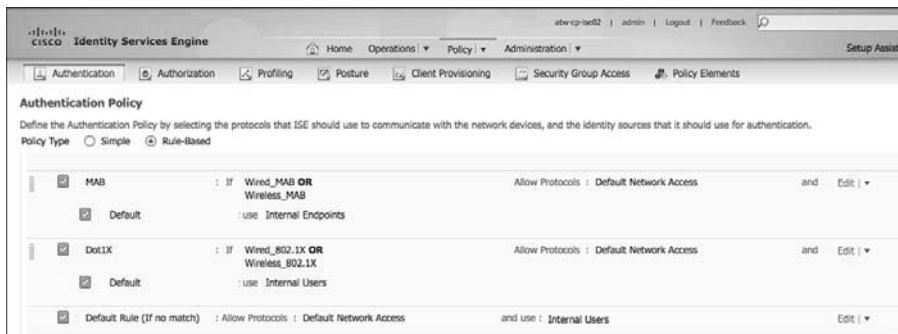 atw-cp-ise02 | admin | Logout | Feedback
CISCO Identity Services Engine
Home Operations | Policy | Administration | Setup Assist
Authentication Authorization Profiling Posture Client Provisioning Security Group Access Policy Elements
Authentication Policy
Define the Authentication Policy by selecting the protocols that ISE should use to communicate with the network devices, and the identity sources that it should use for authentication.
Policy Type Simple Rule-Based
MAB : If Wired_MAB OR Allow Protocols : Default Network Access and Edit |
Wireless_MAB
Default : use Internal Endpoints
Dot1X : If Wired_802.1X OR Allow Protocols : Default Network Access and Edit |
Wireless_802.1X
Default : use Internal Users
Default Rule (If no match) : Allow Protocols : Default Network Access and use : Internal Users Edit |